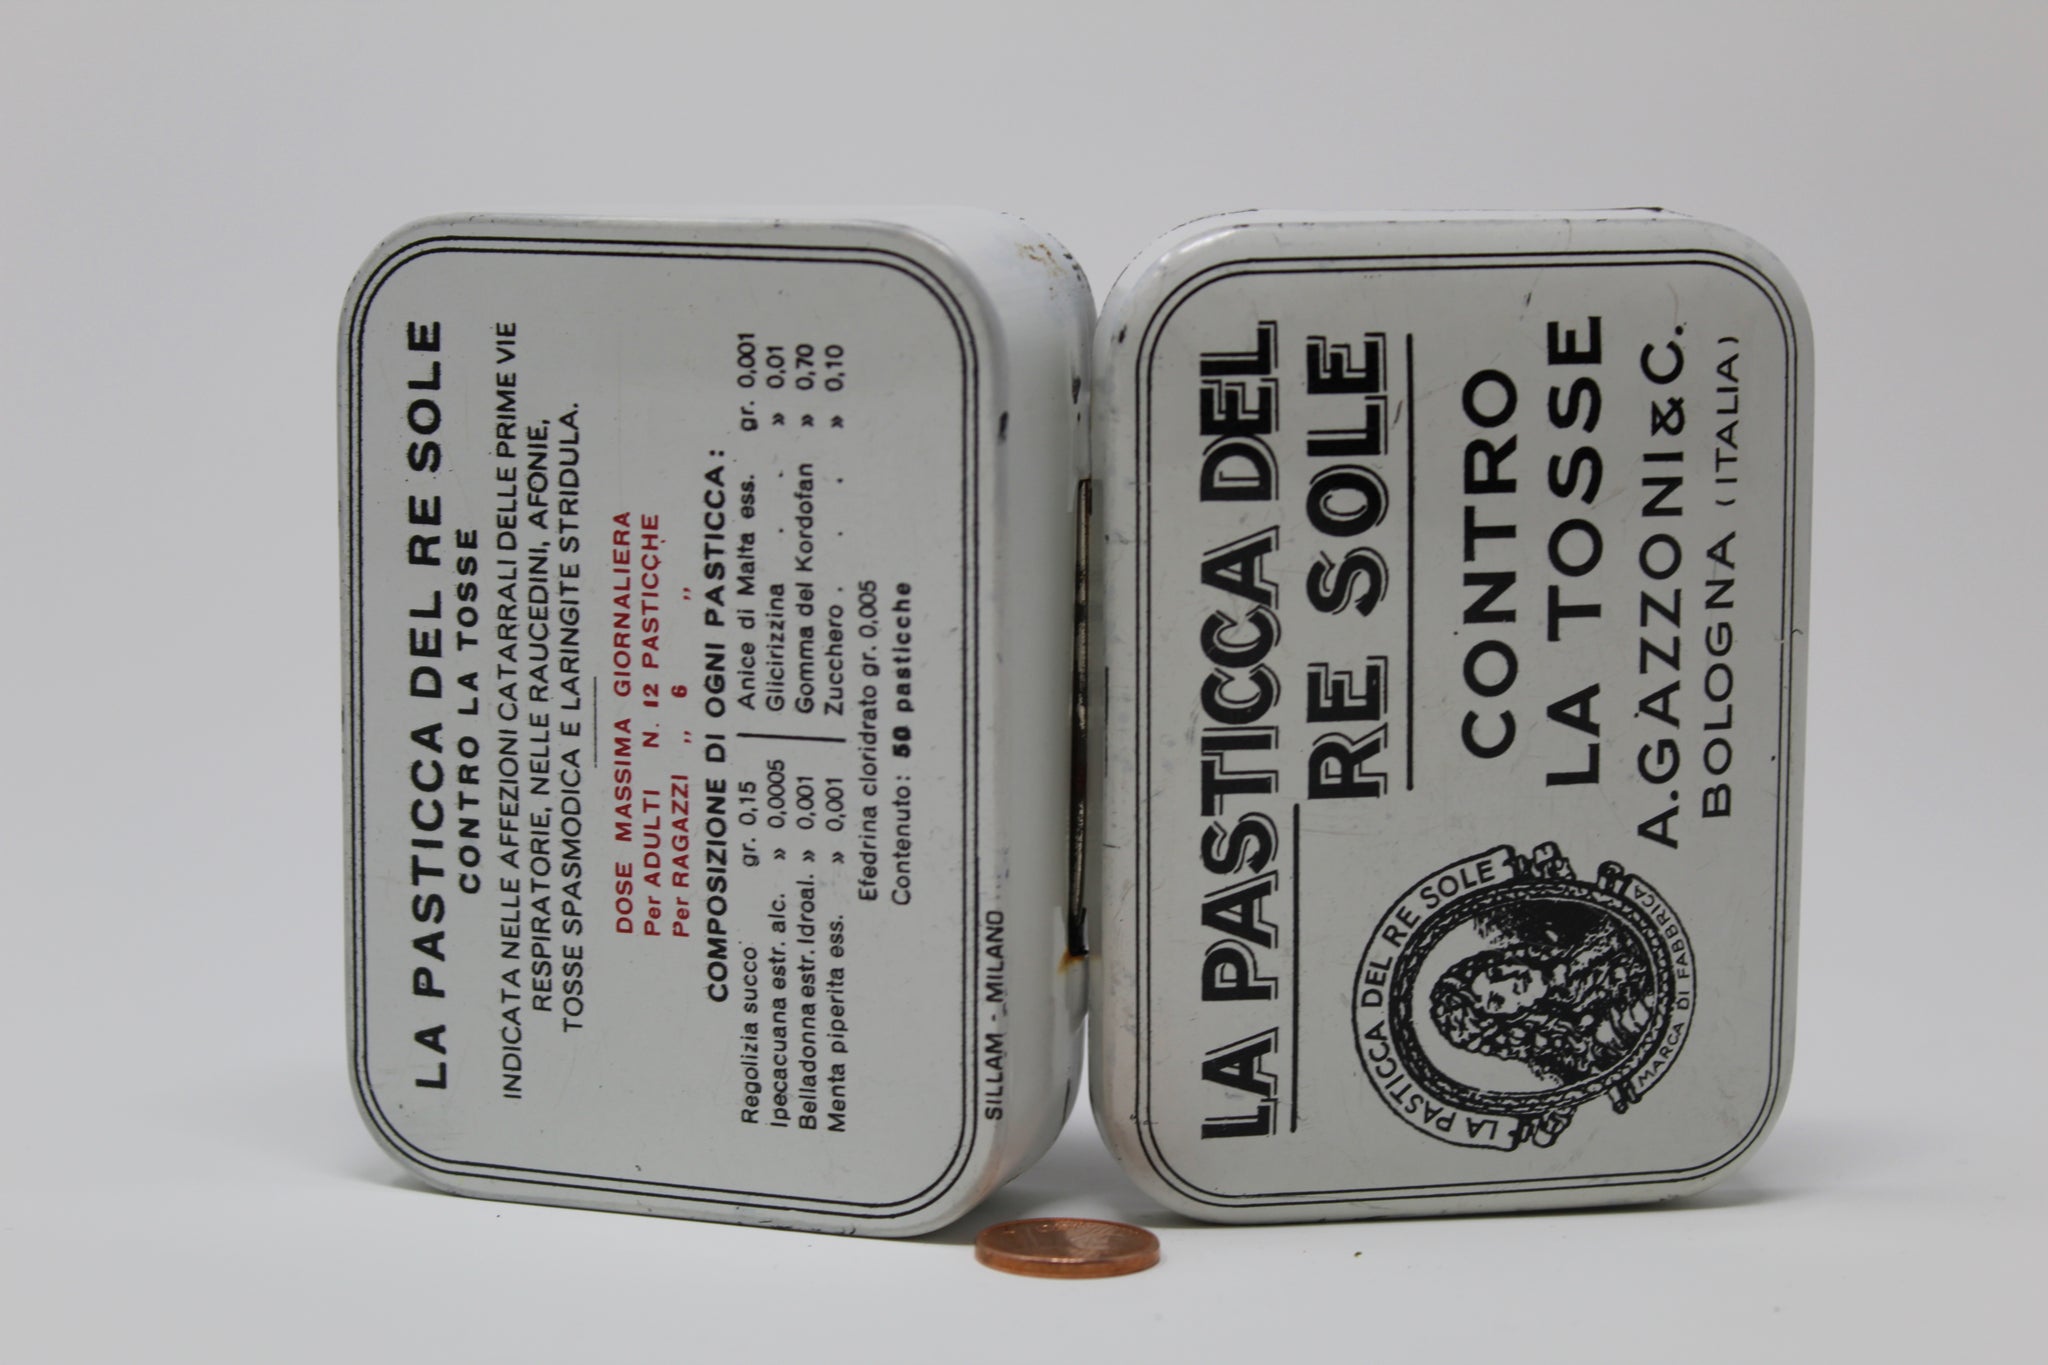 LA PASTICCA DEL RE SOLE
CONTRO LA TOSSE
INDICATA NELLE AFFEZIONI CATARRALI DELLE PRIME VIE
RESPIRATORIE, NELLE RAUCEDINI, AFONIE,
TOSSE SPASMODICA E LARINGITE STRIDULA.
DOSE MASSIMA GIORNALIERA
Per ADULTI N. 12 PASTICCHE
Per RAGAZZI ,, 6 ,,
COMPOSIZIONE DI OGNI PASTICCA:
Regolizia succo gr. 0,15
Ipecacuana estr. alc. » 0,0005
Belladonna estr. Idroal. » 0,001
Menta piperita ess. » 0,001
Anice di Malta ess. gr. 0,001
Glicirizzina . . » 0,01
Gomma del Kordofan » 0,70
Zucchero . . . » 0,10
Efedrina cloridrato gr. 0,005
Contenuto: 50 pasticche
SILLAM - MILANO
LA PASTICCA DEL
RE SOLE
CONTRO
LA TOSSE
A. GAZZONI & C.
BOLOGNA (ITALIA)
LA PASTICCA DEL RE SOLE
MARCA DI FABBRICA